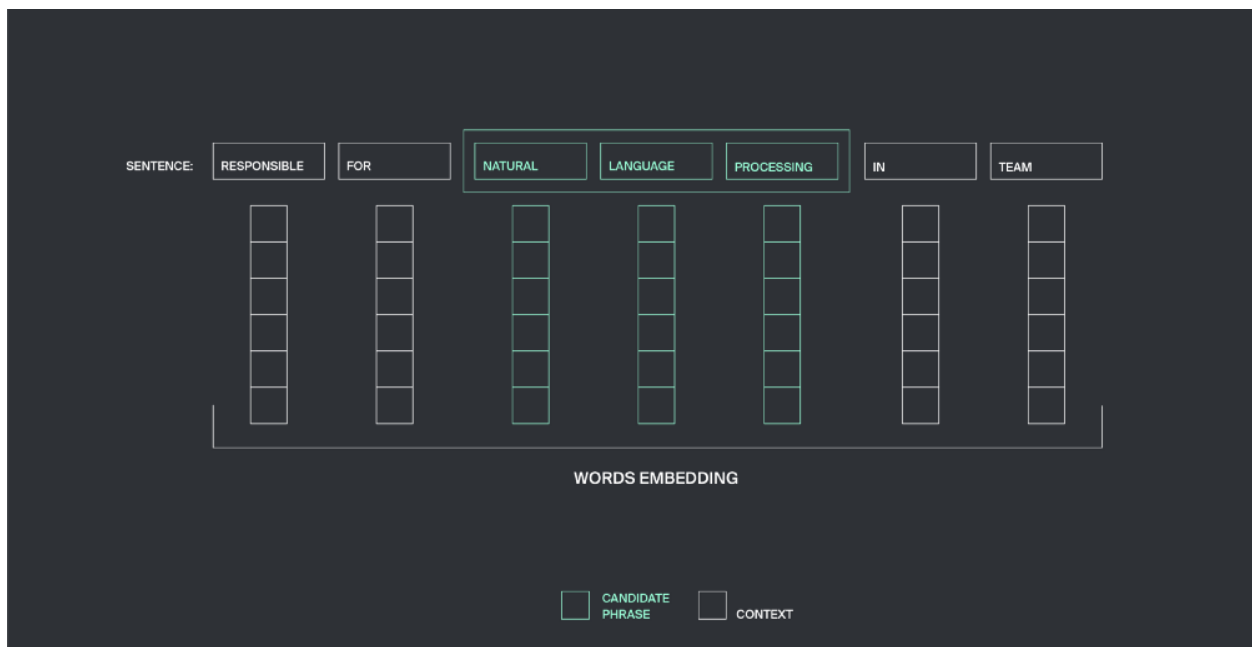 SENTENCE: RESPONSIBLE FOR NATURAL LANGUAGE PROCESSING IN TEAM
WORDS EMBEDDING
CANDIDATE
PHRASE
CONTEXT